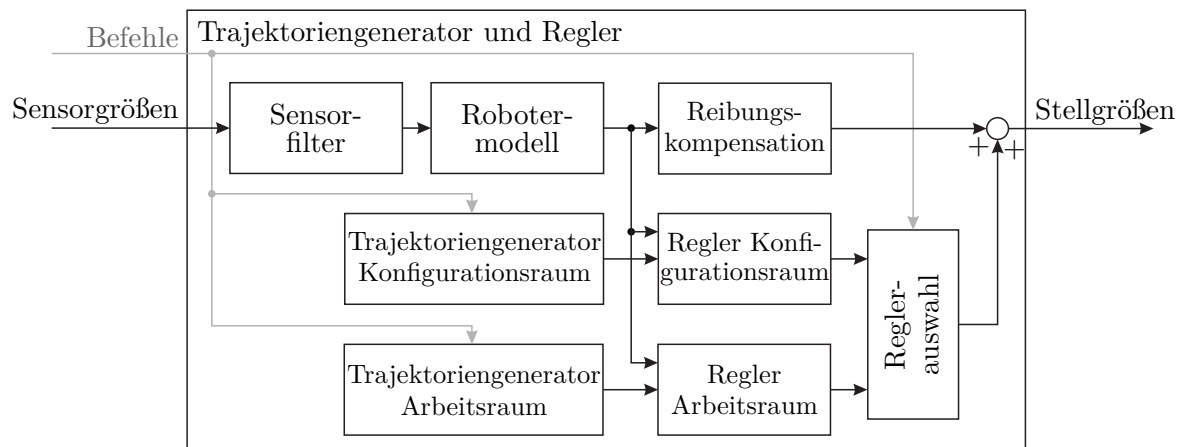 Befehle
Trajektoriengenerator und Regler
Sensorgrößen
Sensor-
filter
Roboter-
modell
Reibungs-
kompensation
Stellgrößen
+
+
Trajektoriengenerator
Konfigurationsraum
Regler Konfi-
gurationsraum
Regler-
auswahl
Trajektoriengenerator
Arbeitsraum
Regler
Arbeitsraum